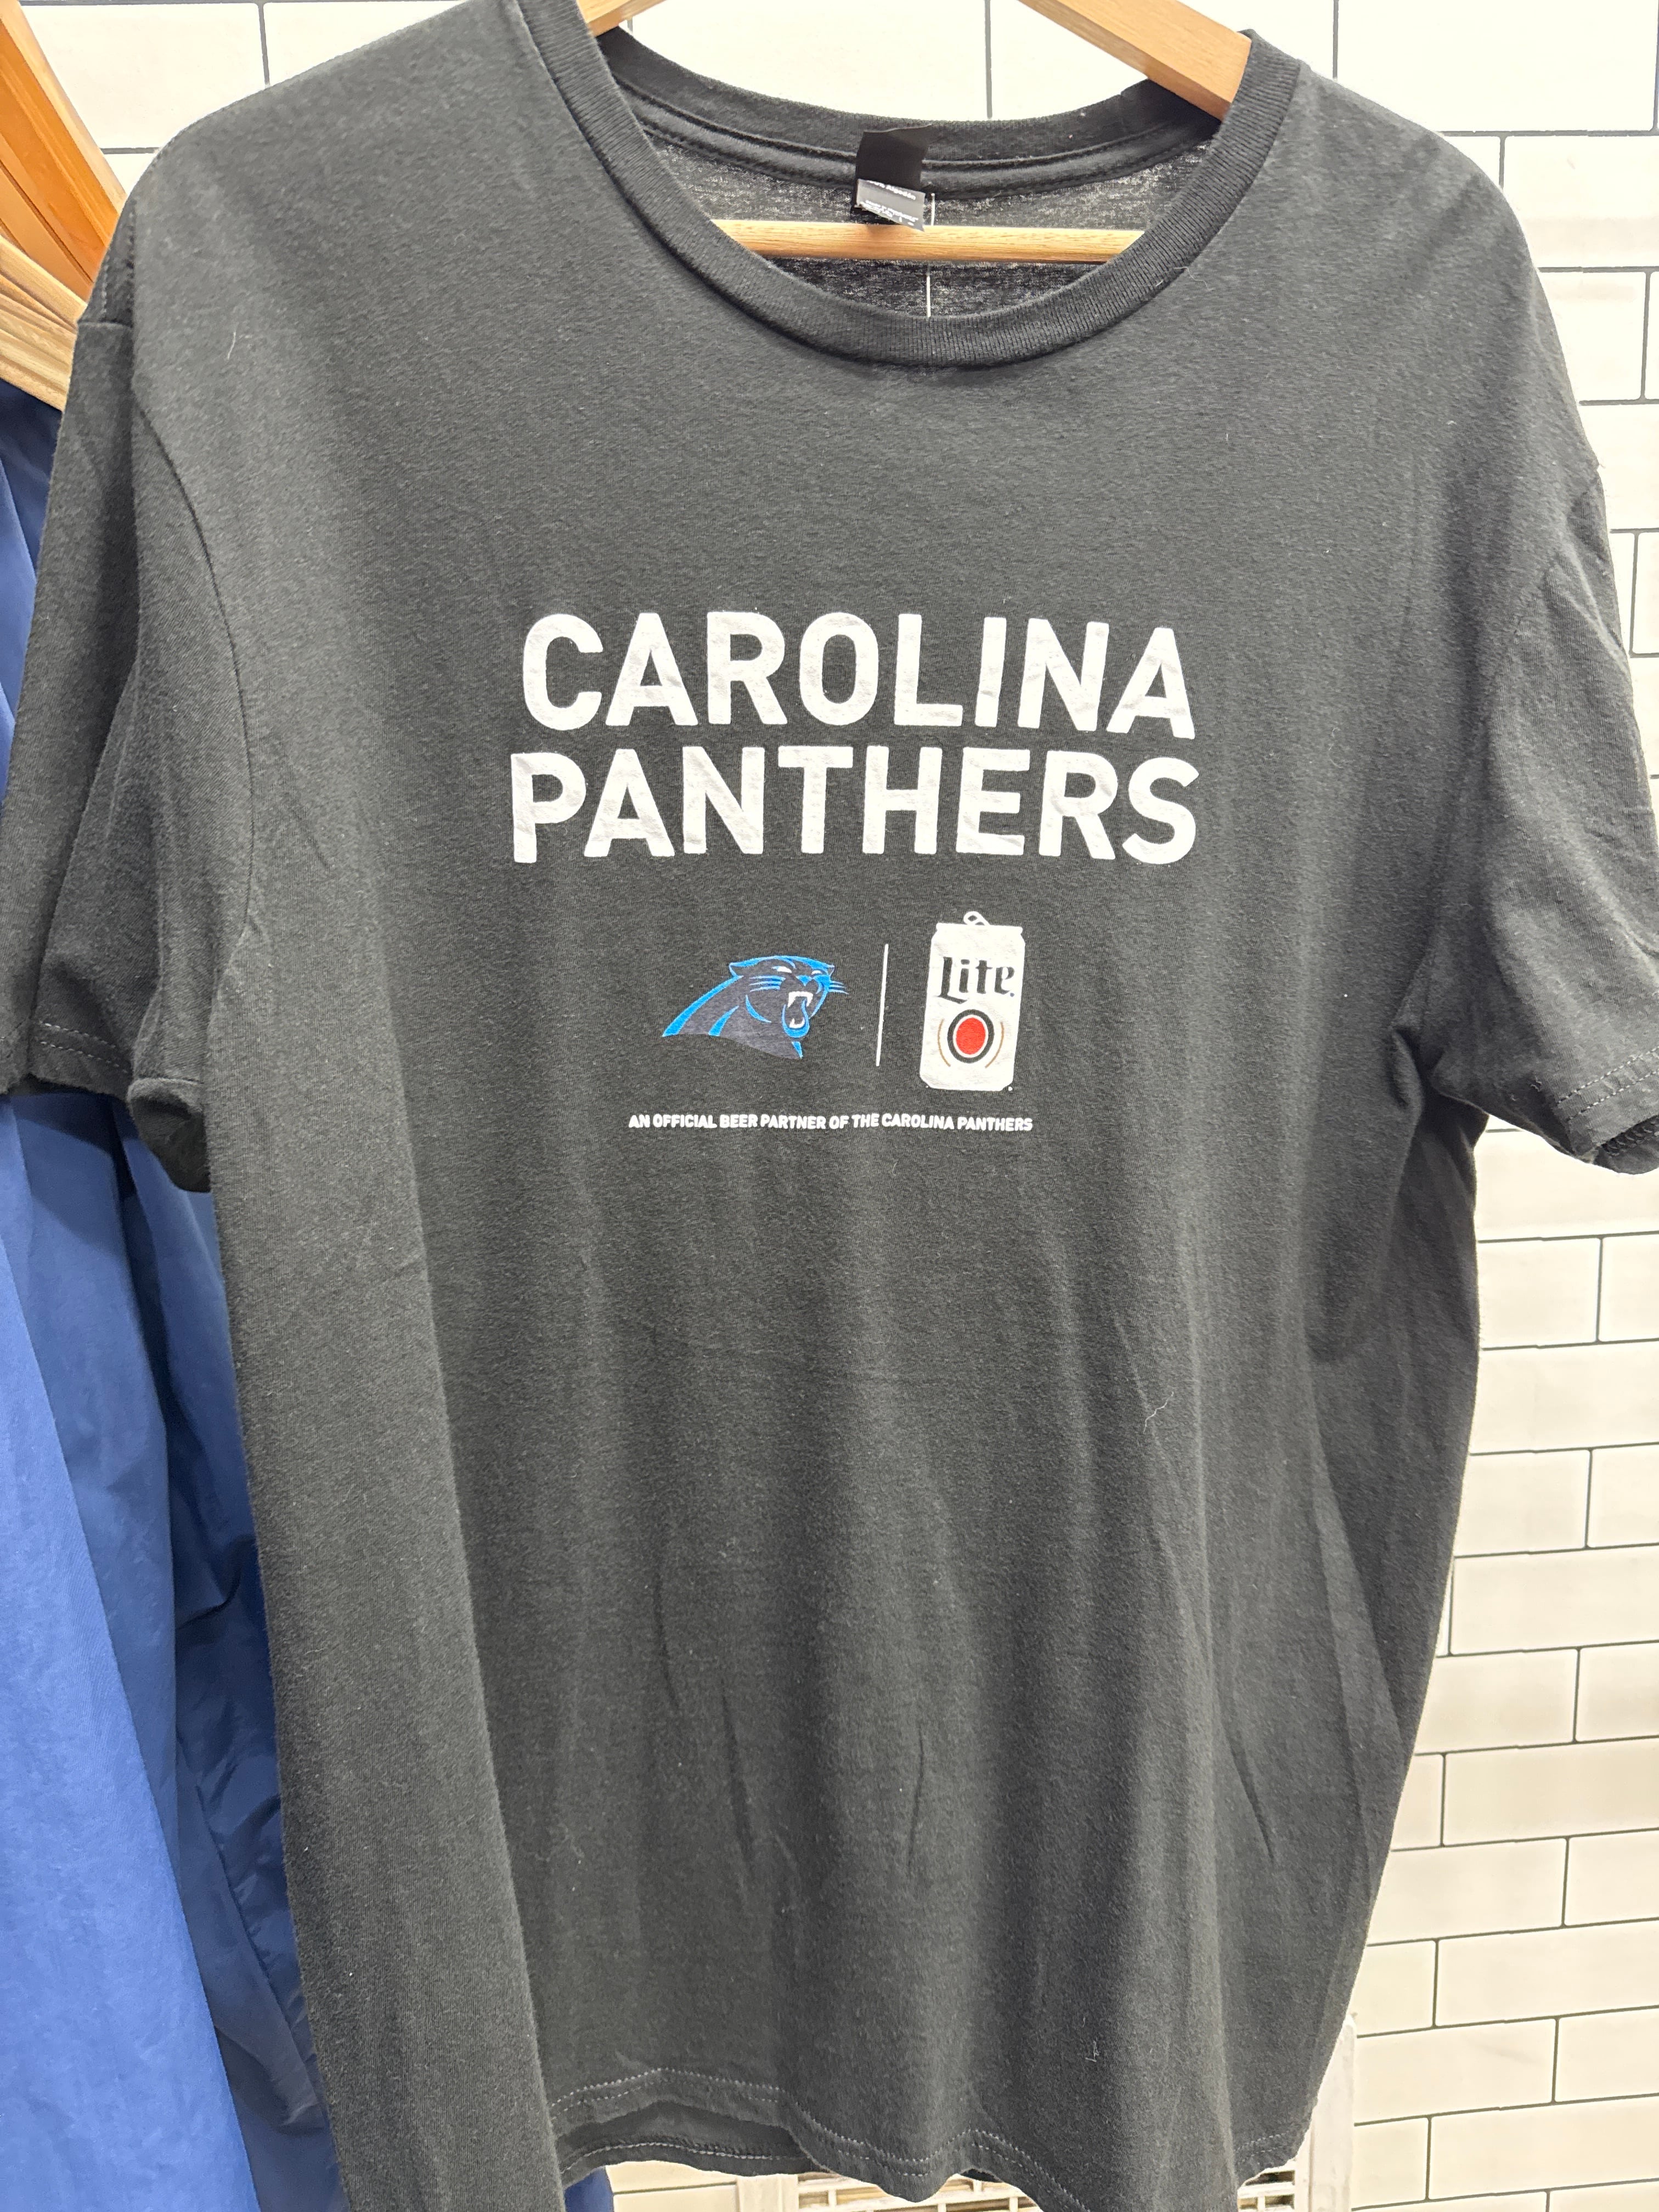 CAROLINA
PANTHERS
Lite
AN OFFICIAL BEER PARTNER OF THE CAROLINA PANTHERS